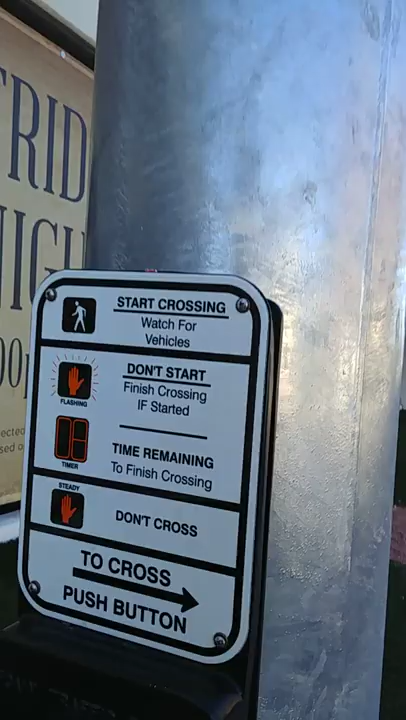 START CROSSING
Watch For
Vehicles
DON'T START
Finish Crossing
IF Started
FLASHING
TIME REMAINING
To Finish Crossing
TIMER
STEADY
DON'T CROSS
TO CROSS
PUSH BUTTON